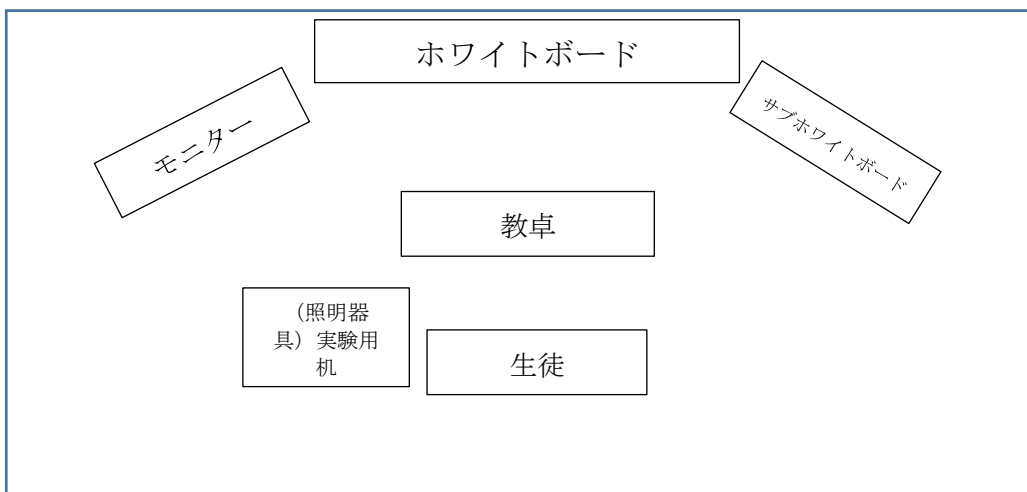 ホワイトボード
モニター
サブホワイトボード
教卓
（照明器
具）実験用
机
生徒